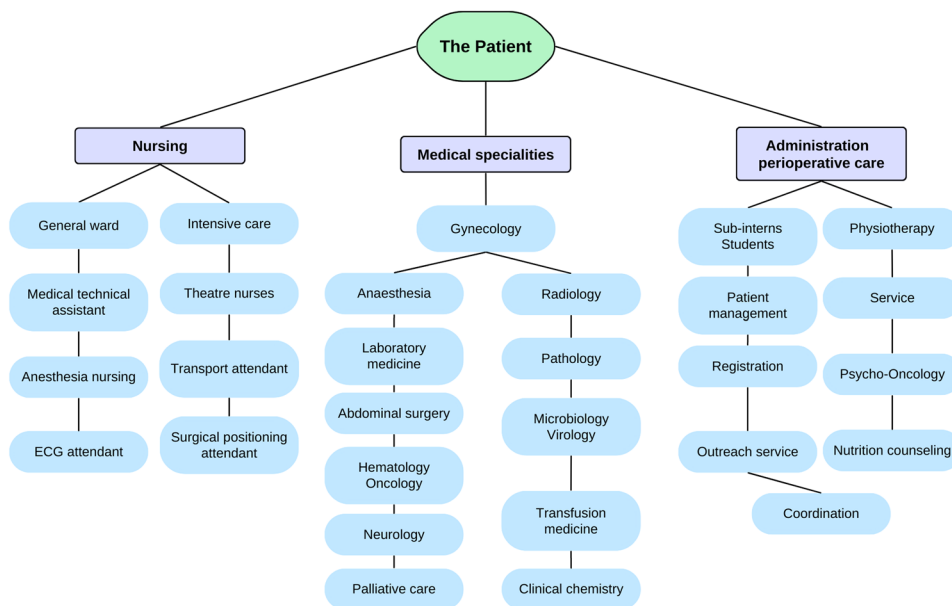 The Patient
Nursing
Medical specialities
Administration
perioperative care
General ward
Medical technical
assistant
Anesthesia nursing
ECG attendant
Intensive care
Theatre nurses
Transport attendant
Surgical positioning
attendant
Gynecology
Anaesthesia
Laboratory
medicine
Abdominal surgery
Hematology
Oncology
Neurology
Palliative care
Radiology
Pathology
Microbiology
Virology
Transfusion
medicine
Clinical chemistry
Sub-interns
Students
Patient
management
Registration
Outreach service
Coordination
Physiotherapy
Service
Psycho-Oncology
Nutrition counseling